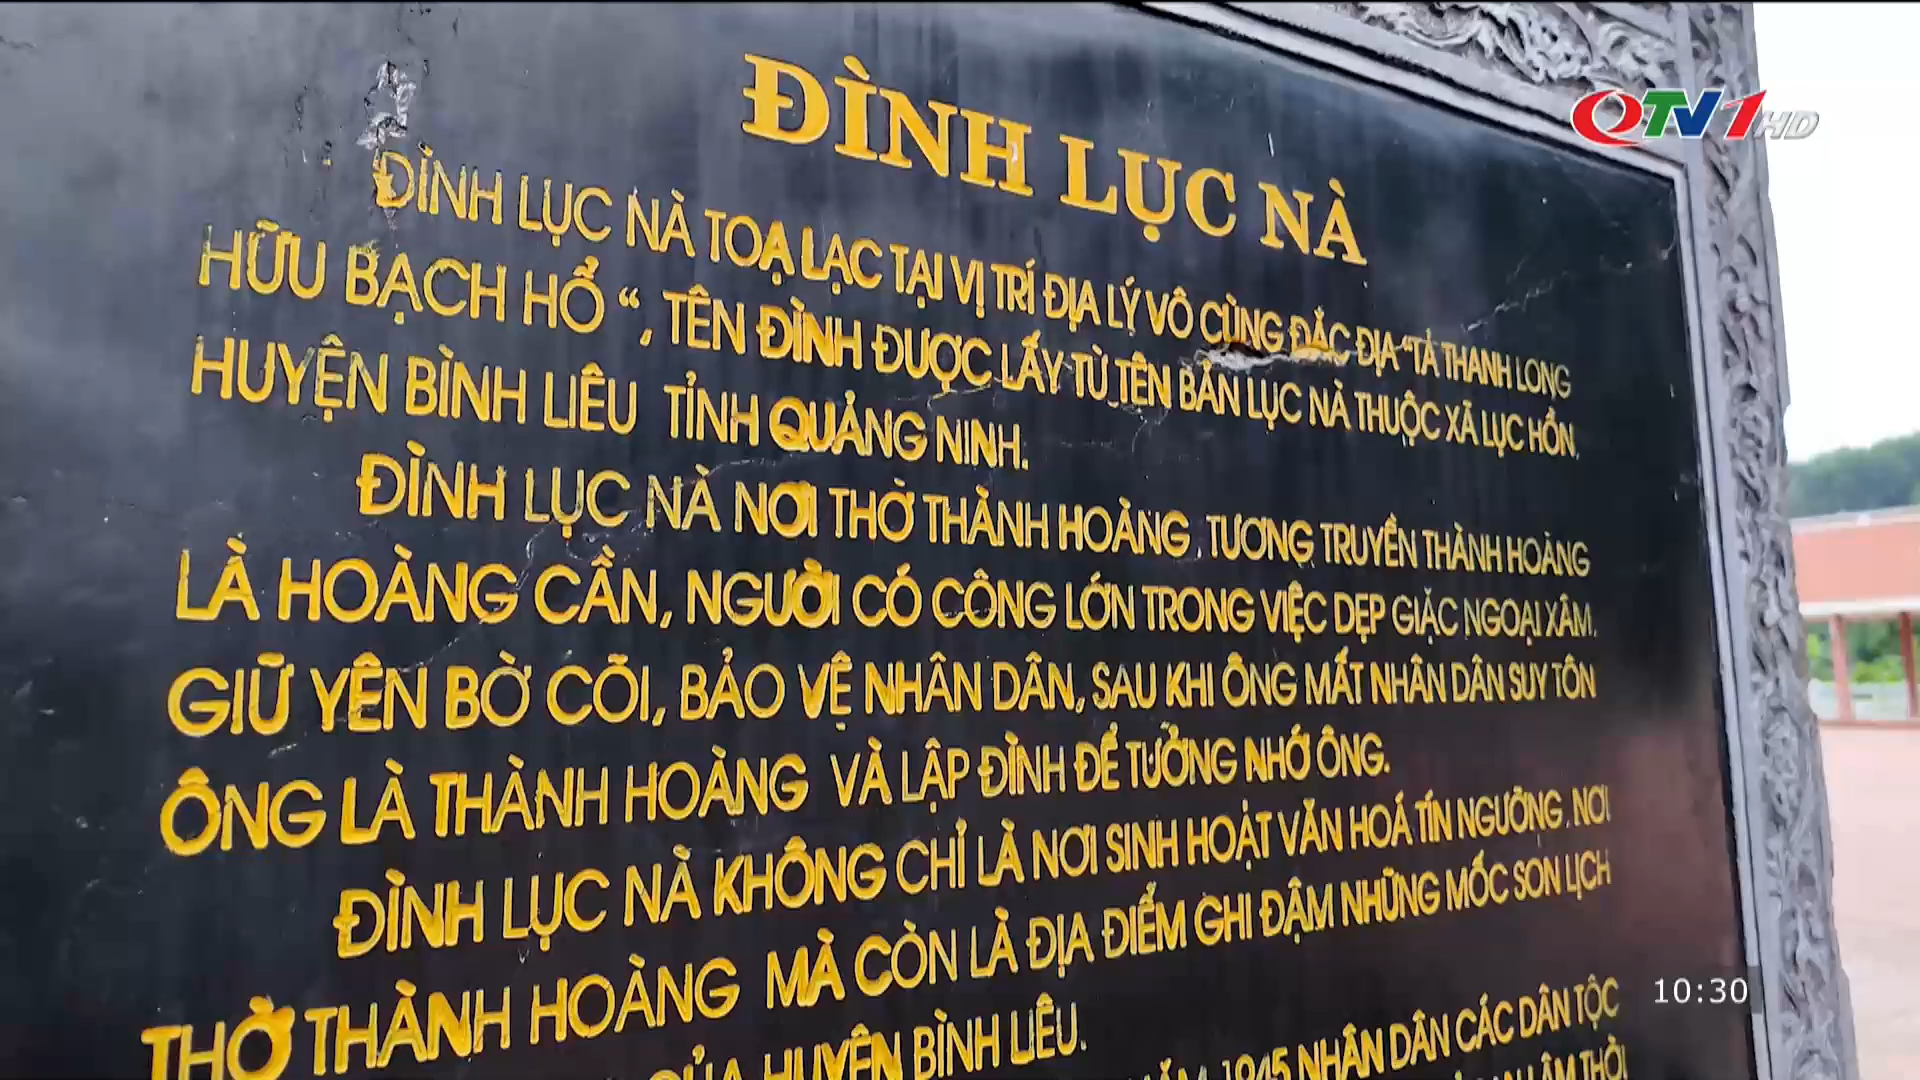 QTV1HD
ĐÌNH LỤC NÀ
ĐÌNH LỤC NÀ TOẠ LẠC TẠI VỊ TRÍ ĐỊA LÝ VÔ CÙNG ĐẮC ĐỊA "TẢ THANH LONG
HỮU BẠCH HỔ ", TÊN ĐÌNH ĐƯỢC LẤY TỪ TÊN BẢN LỤC NÀ THUỘC XÃ LỤC HỒN,
HUYỆN BÌNH LIÊU TỈNH QUẢNG NINH.
ĐÌNH LỤC NÀ NƠI THỜ THÀNH HOÀNG, TƯƠNG TRUYỀN THÀNH HOÀNG
LÀ HOÀNG CẦN, NGƯỜI CÓ CÔNG LỚN TRONG VIỆC DẸP GIẶC NGOẠI XÂM,
GIỮ YÊN BỜ CÕI, BẢO VỆ NHÂN DÂN, SAU KHI ÔNG MẤT NHÂN DÂN SUY TÔN
ÔNG LÀ THÀNH HOÀNG VÀ LẬP ĐÌNH ĐỂ TƯỞNG NHỚ ÔNG.
ĐÌNH LỤC NÀ KHÔNG CHỈ LÀ NƠI SINH HOẠT VĂN HOÁ TÍN NGƯỠNG, NƠI
THỜ THÀNH HOÀNG MÀ CÒN LÀ ĐỊA ĐIỂM GHI ĐẬM NHỮNG MỐC SON LỊCH
CỦA HUYỆN BÌNH LIÊU.
NĂM 1945 NHÂN DÂN CÁC DÂN TỘC
LÂM THỜI
10:30